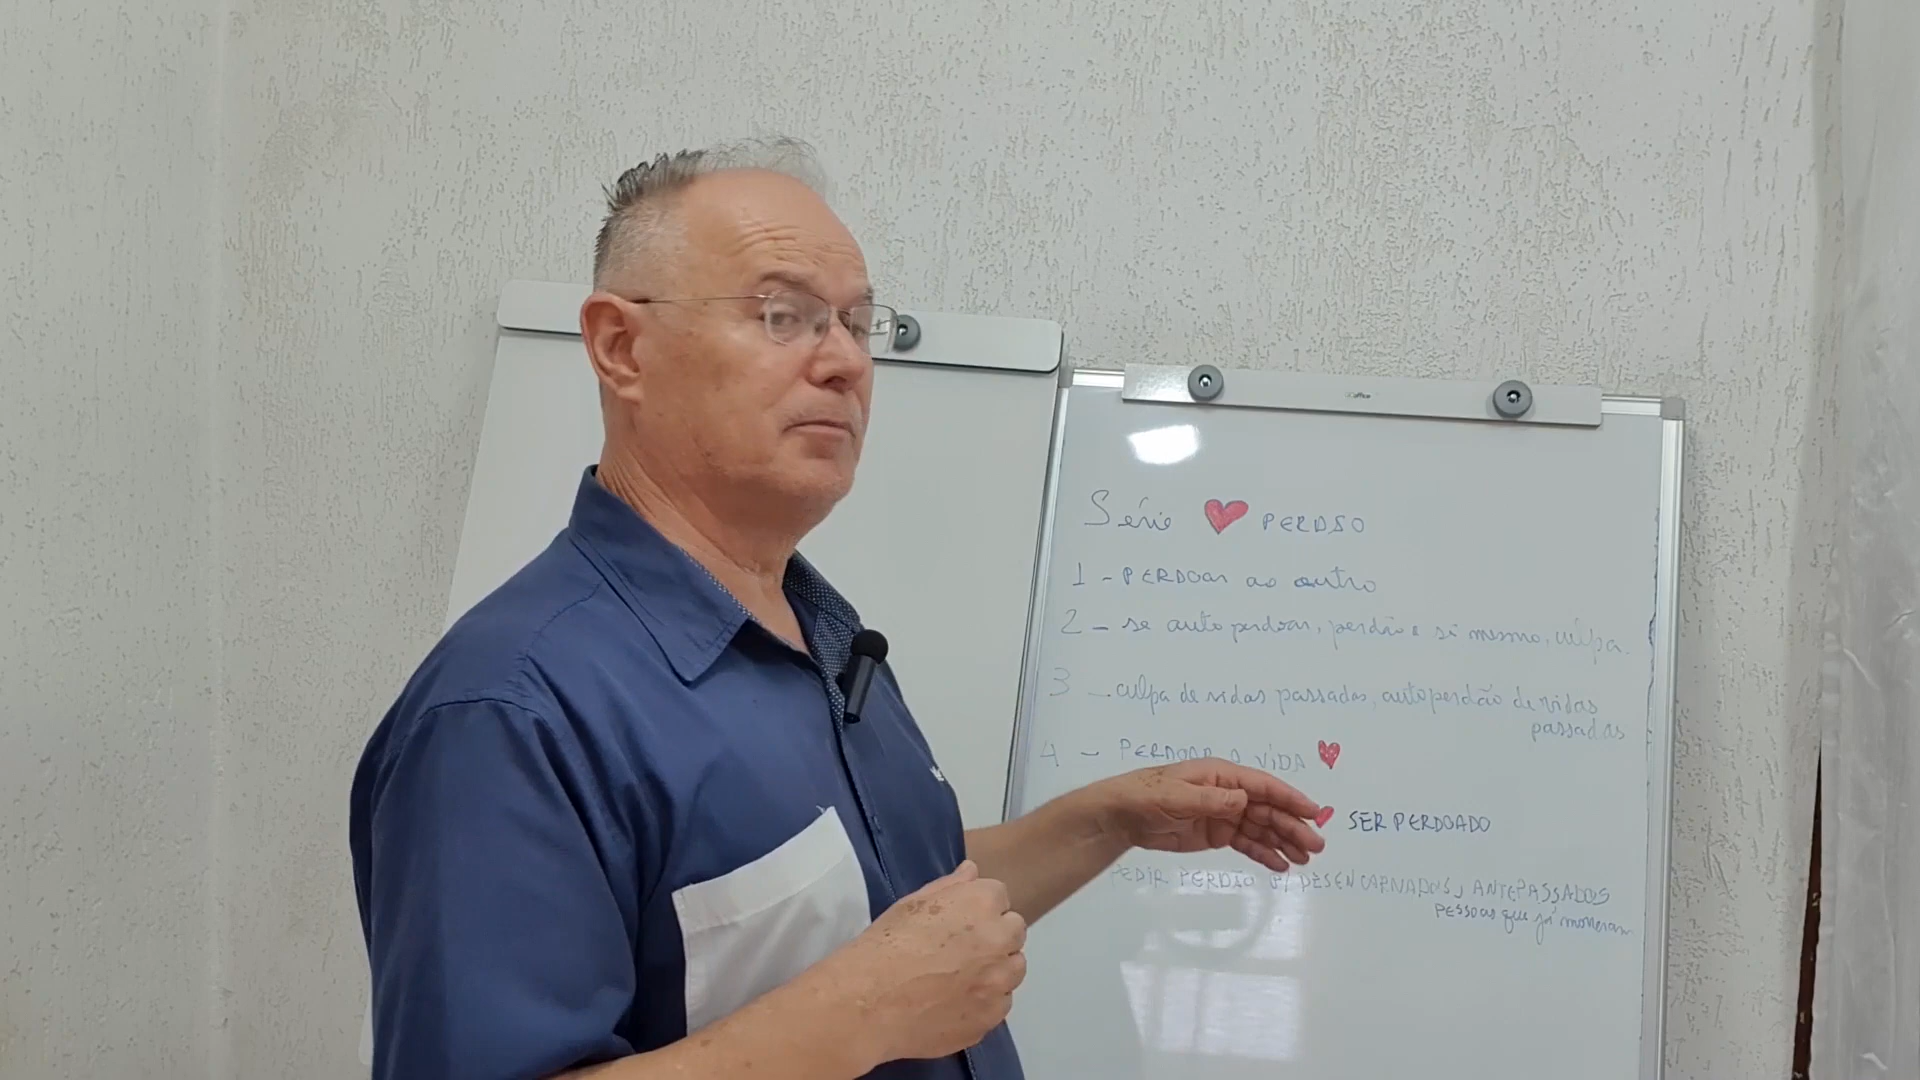 Série ❤ PERDÃO
1 - PERDOAR ao outro
2 - se auto perdoar, perdão a si mesmo, culpa.
3 - culpa de vidas passadas, autoperdão de vidas
passadas
4 - PERDOAR A VIDA ❤
❤ SER PERDOADO
PEDIR PERDÃO P/ DESENCARNADOS, ANTEPASSADOS
PESSOAS que já morreram